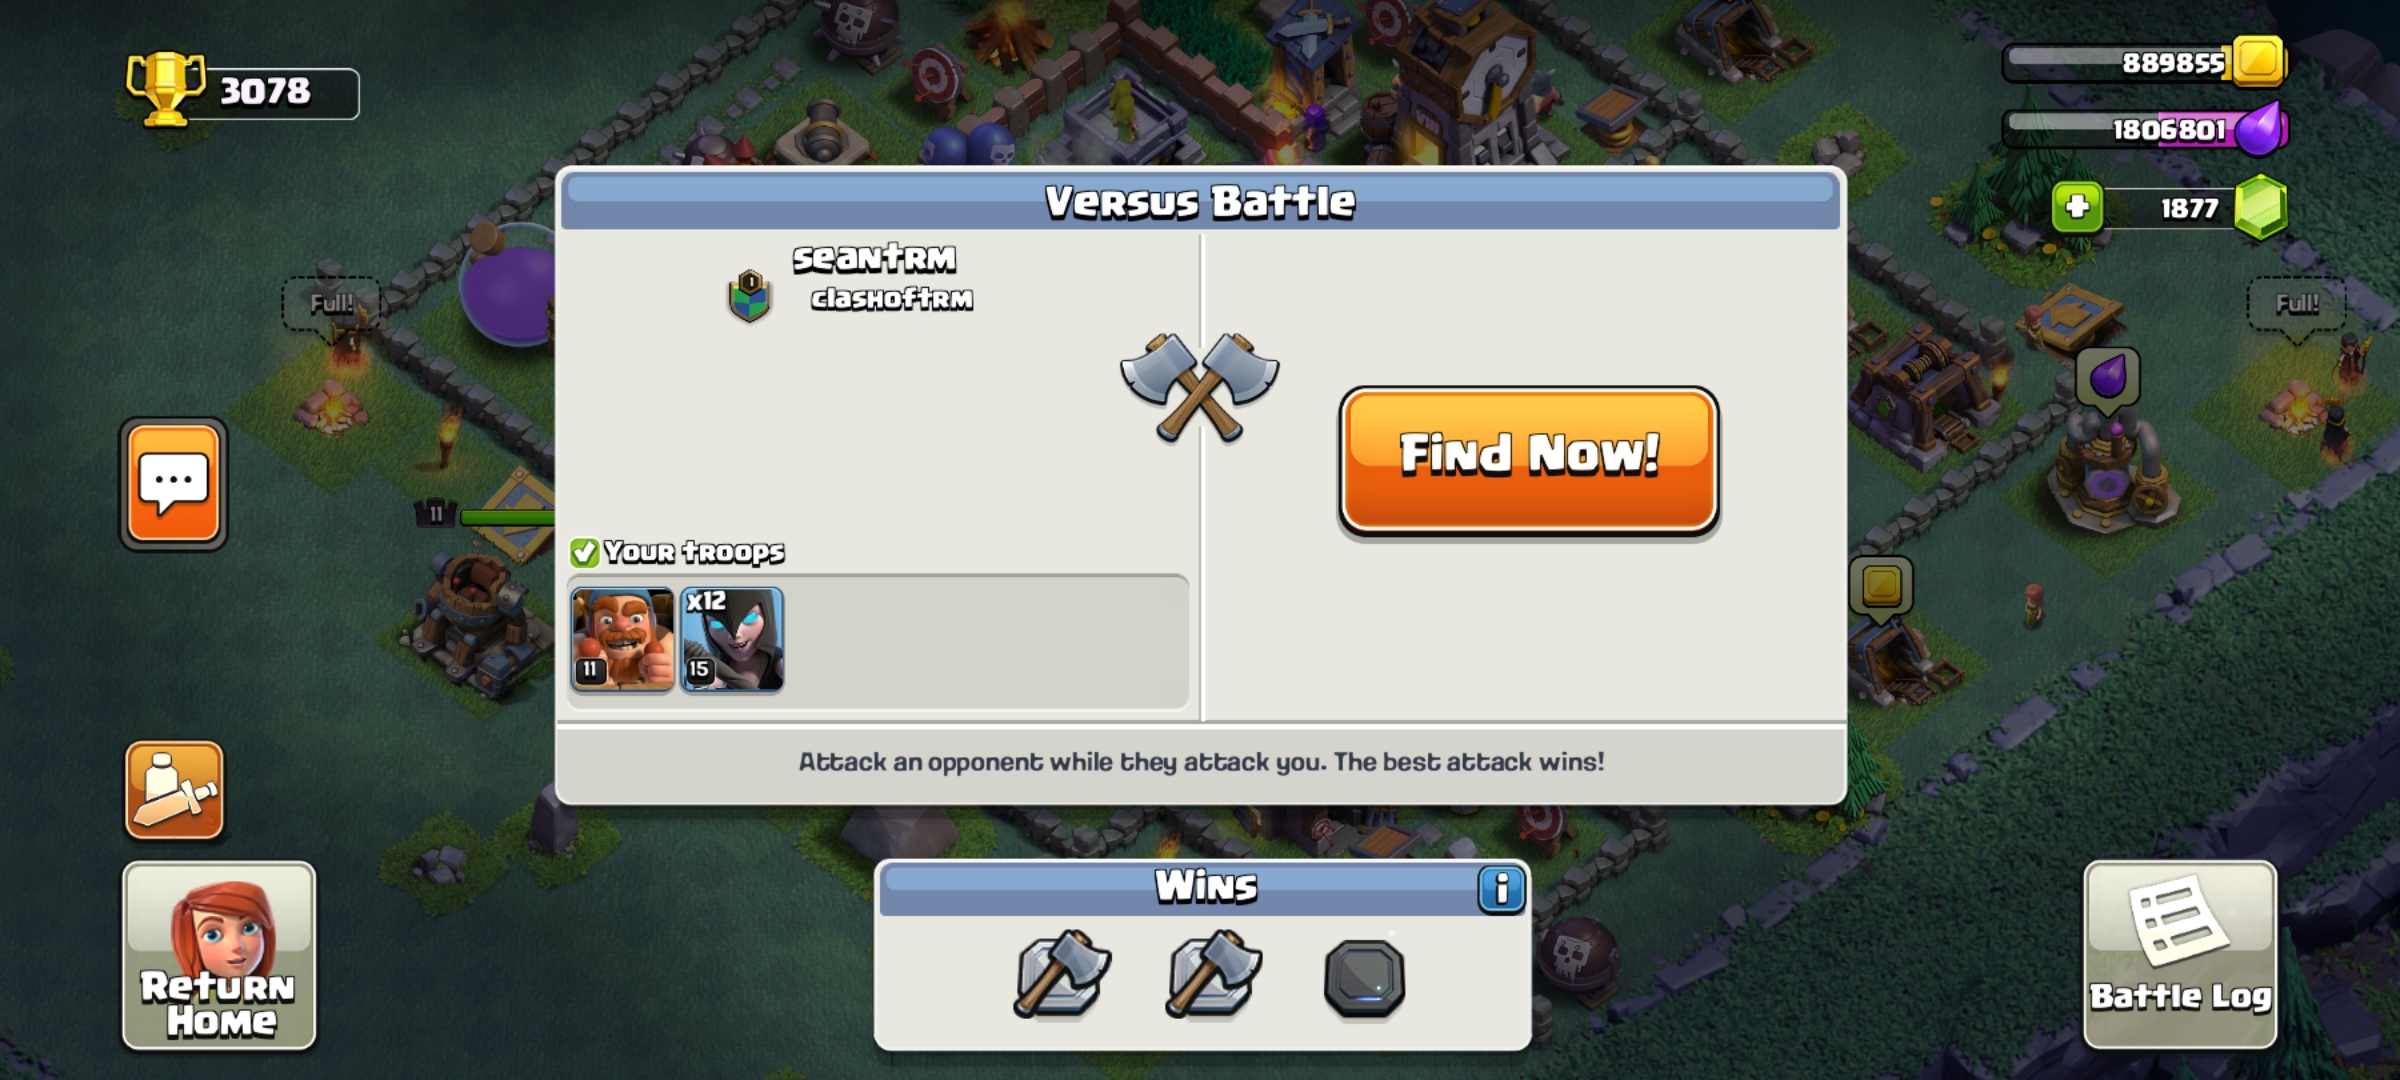 3078
889855
1806801
1877
Versus Battle
seantrm
clashoftrm
1
Full!
Full!
Find Now!
11
Your troops
x12
11
15
Attack an opponent while they attack you. The best attack wins!
Wins
i
Return
Home
Battle Log